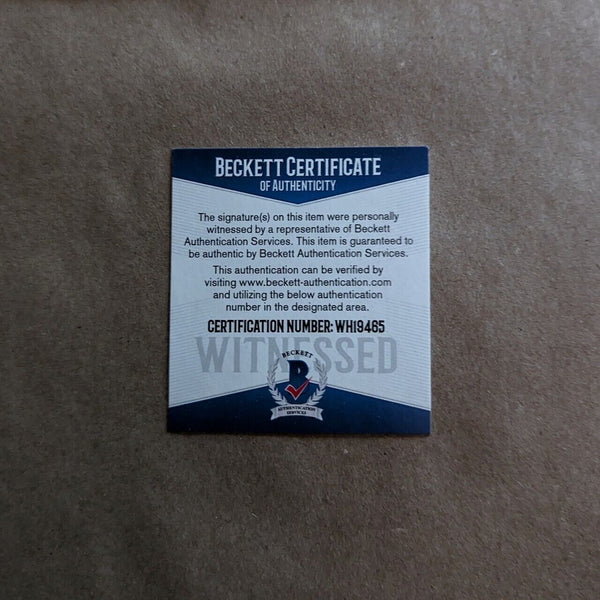 BECKETT CERTIFICATE
OF AUTHENTICITY
The signature(s) on this item were personally
witnessed by a representative of Beckett
Authentication Services. This item is guaranteed to
be authentic by Beckett Authentication Services.
This authentication can be verified by
visiting www.beckett-authentication.com
and utilizing the below authentication
number in the designated area.
CERTIFICATION NUMBER: WH19465
WITNESSED
BECKETT
B
AUTHENTICATION
SERVICES